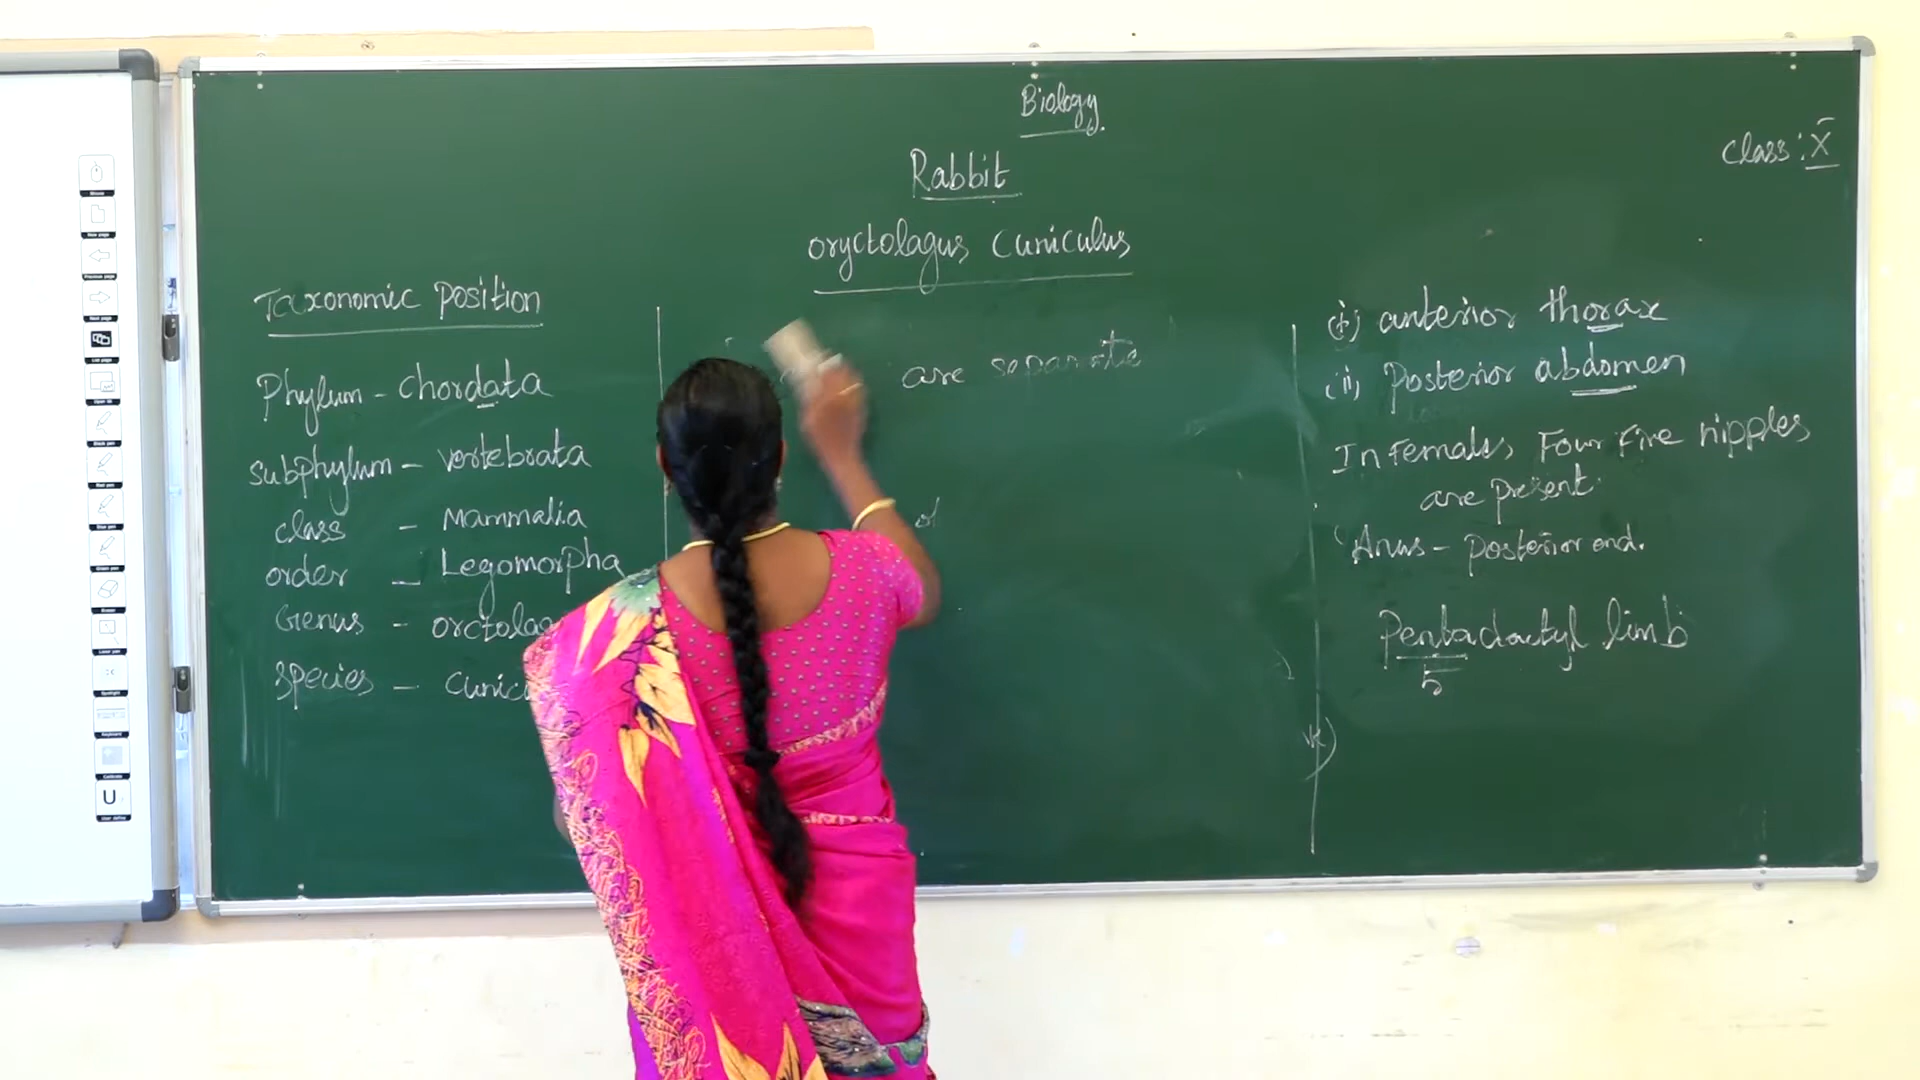 Biology
class : X
Rabbit
oryctolagus cuniculus
Taxonomic Position
Phylum - chordata
subphylum - vertebrata
class - Mammalia
order - Legomorpha
Genus - orctolag
species - cunic
are separate
of
(i) anterior thorax
(ii) Posterior abdomen
In Females, Four Five nipples
are present.
Anus - Posterior end.
Pentadactyl limb
5